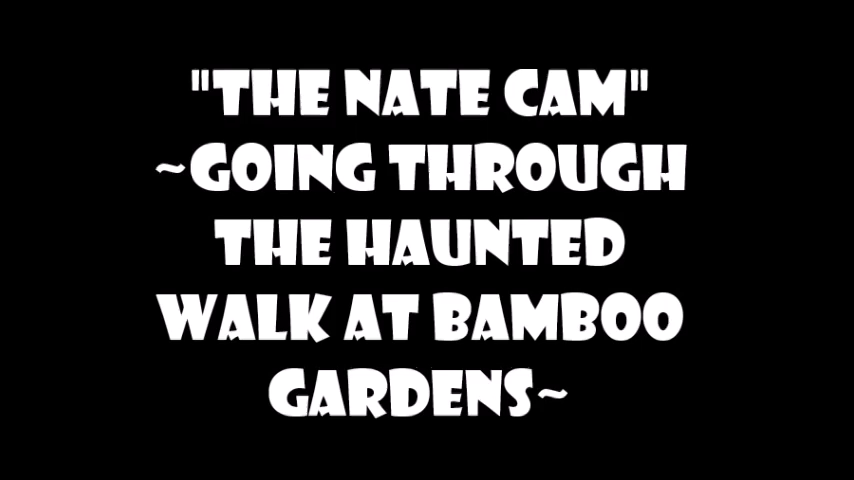 "THE NATE CAM"
~GOING THROUGH
THE HAUNTED
WALK AT BAMBOO
GARDENS~